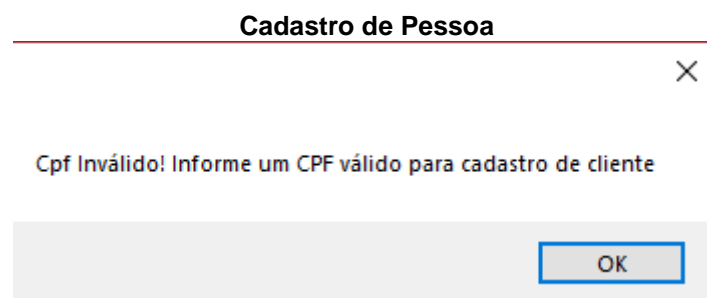 Cadastro de Pessoa
Cpf Inválido! Informe um CPF válido para cadastro de cliente
OK